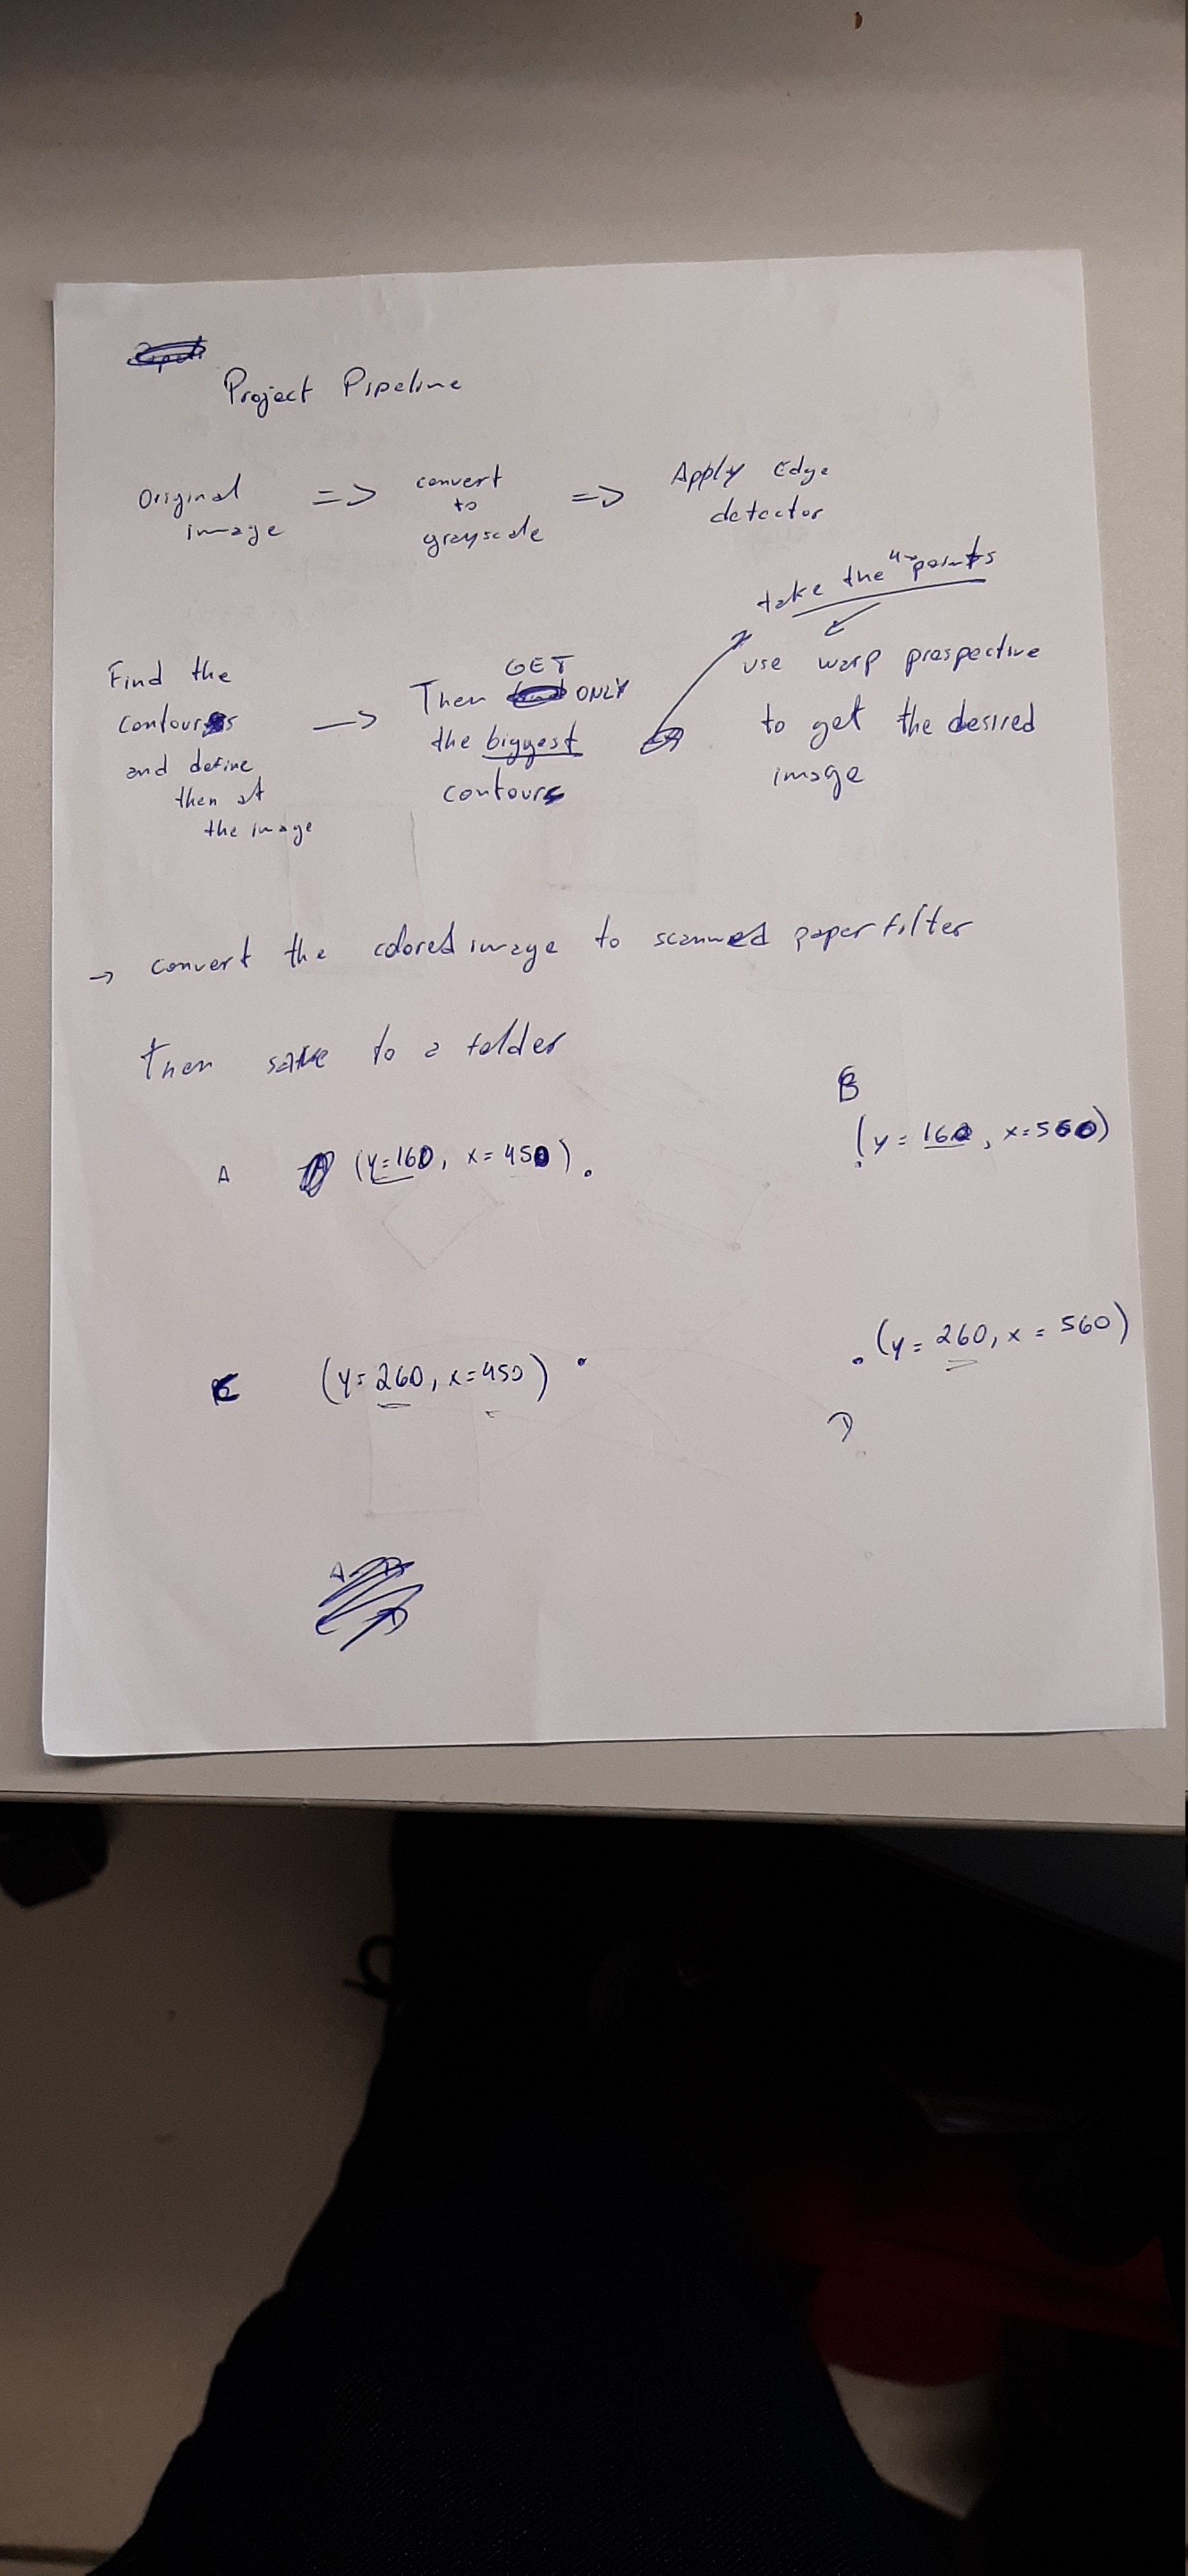 Project Pipeline
Original image => convert to grayscale => Apply Edge detector
take the 4 points
Find the contours and define then at the image -> Then GET ONLY the biggest contours
use warp prespective to get the desired image
-> convert the colored image to scanned paper filter
then save to a folder
B
A (y=160, x=450) . (y=160, x=560)
C (y=260, x=450) . . (y=260, x=560)
D